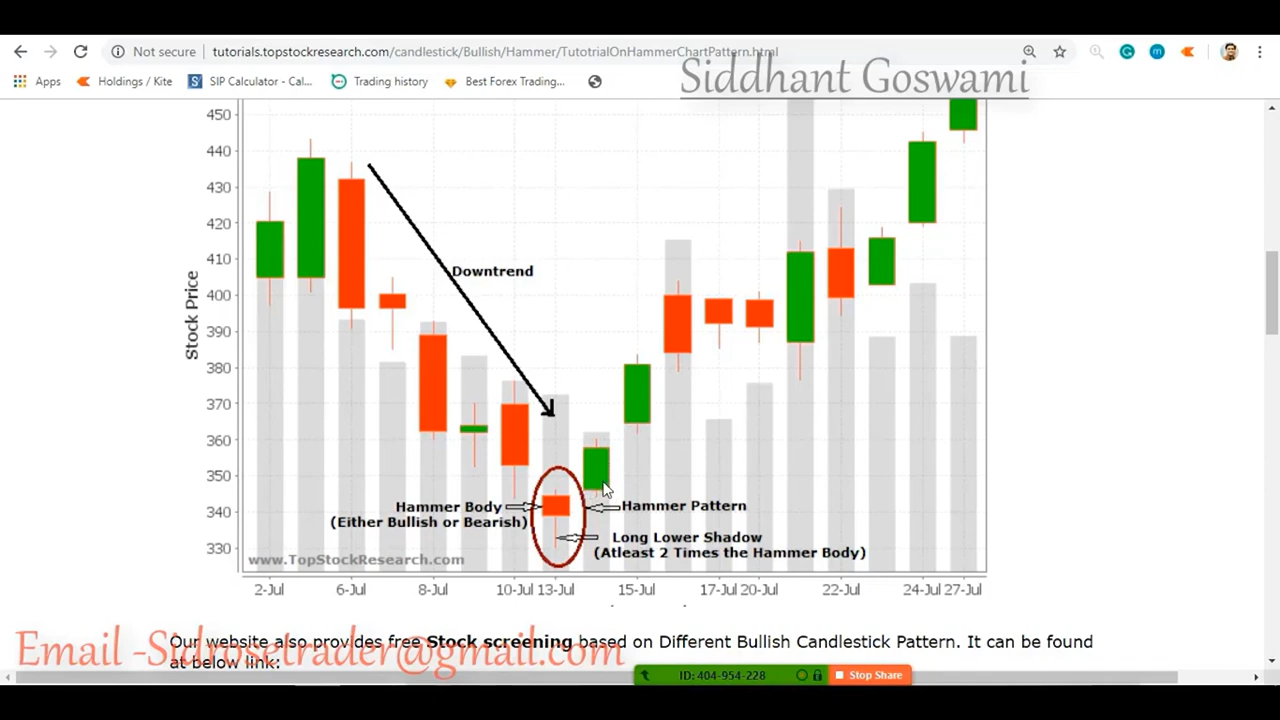 Not secure tutorials.topstockresearch.com/candlestick/Bullish/Hammer/TutotrialOnHammerChartPattern.html
Apps Holdings / Kite SIP Calculator - Cal... Trading history Best Forex Trading...
Siddhant Goswami
450
440
430
420
410
400
390
380
370
360
350
340
330
Stock Price
Downtrend
Hammer Body
(Either Bullish or Bearish)
Hammer Pattern
Long Lower Shadow
(Atleast 2 Times the Hammer Body)
www.TopStockResearch.com
2-Jul 6-Jul 8-Jul 10-Jul 13-Jul 15-Jul 17-Jul 20-Jul 22-Jul 24-Jul 27-Jul
Our website also provides free Stock screening based on Different Bullish Candlestick Pattern. It can be found
at below link:
Email -Sidrosetrader@gmail.com
ID: 404-954-228 Stop Share